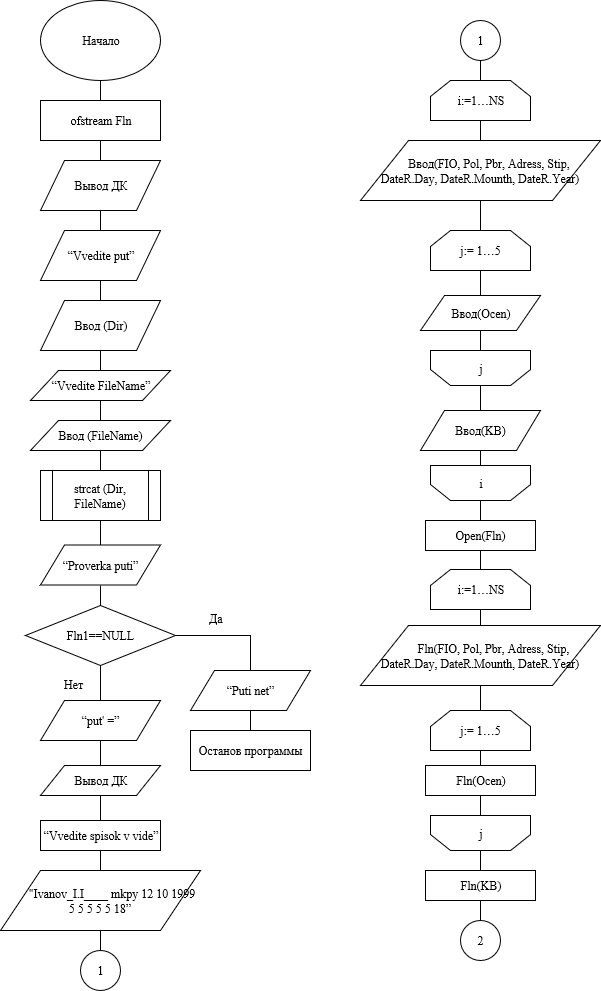 Начало
ofstream Fln
Вывод ДК
“Vvedite put”
Ввод (Dir)
“Vvedite FileName”
Ввод (FileName)
strcat (Dir,
FileName)
“Proverka puti”
Fln1==NULL
Да
Нет
“Puti net”
Останов программы
“put' =”
Вывод ДК
“Vvedite spisok v vide”
"Ivanov_I.I____ mkpy 12 10 1999
5 5 5 5 5 18”
1
1
i:=1…NS
Ввод(FIO, Pol, Pbr, Adress, Stip,
DateR.Day, DateR.Mounth, DateR.Year)
j:= 1…5
Ввод(Ocen)
j
Ввод(KB)
i
Open(Fln)
i:=1…NS
Fln(FIO, Pol, Pbr, Adress, Stip,
DateR.Day, DateR.Mounth, DateR.Year)
j:= 1…5
Fln(Ocen)
j
Fln(KB)
2